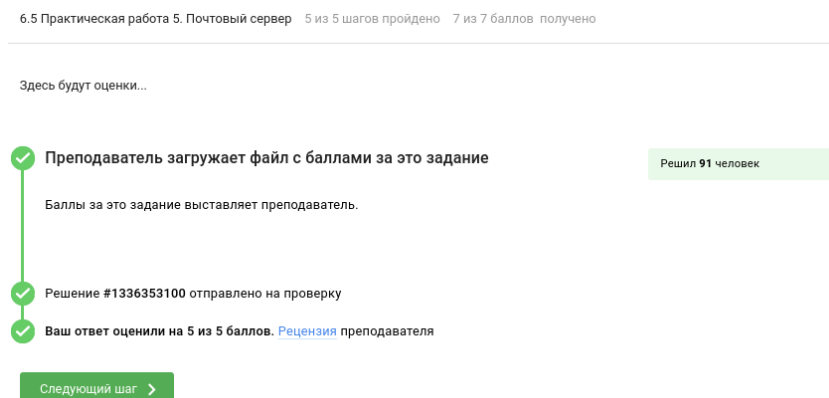 6.5 Практическая работа 5. Почтовый сервер 5 из 5 шагов пройдено 7 из 7 баллов получено
Здесь будут оценки...
Преподаватель загружает файл с баллами за это задание
Решил 91 человек
Баллы за это задание выставляет преподаватель.
Решение #1336353100 отправлено на проверку
Ваш ответ оценили на 5 из 5 баллов. Рецензия преподавателя
Следующий шаг